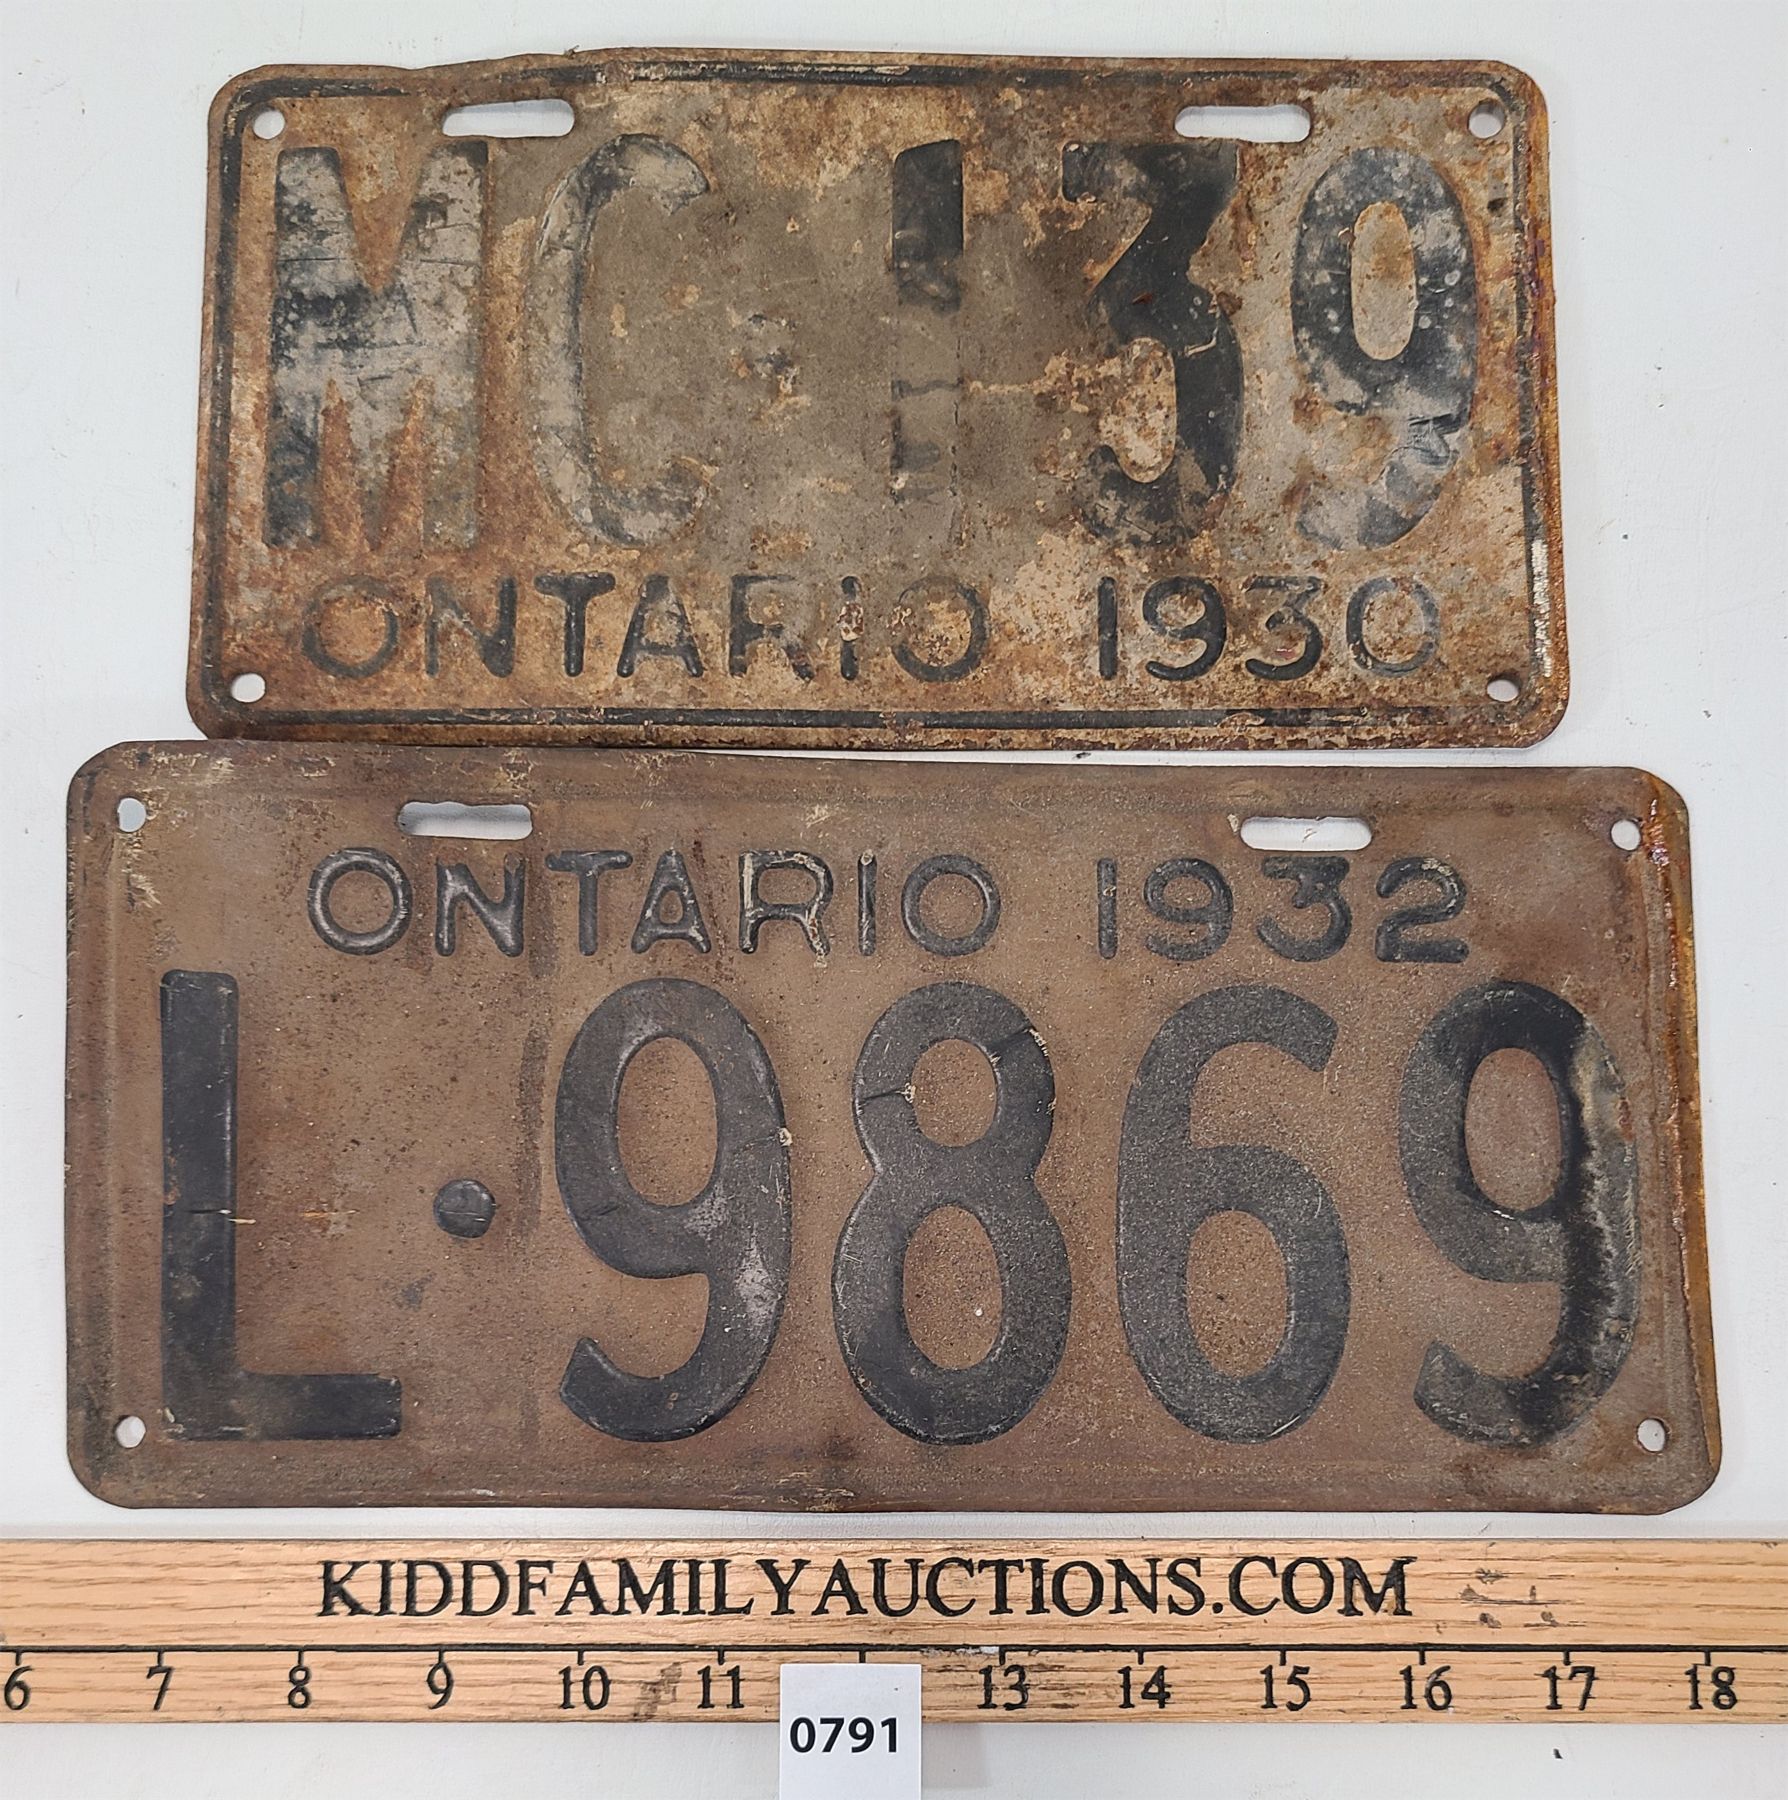 MC·139
ONTARIO 1930
ONTARIO 1932
L·9869
KIDDFAMILYAUCTIONS.COM
6 7 8 9 10 11 13 14 15 16 17 18
0791